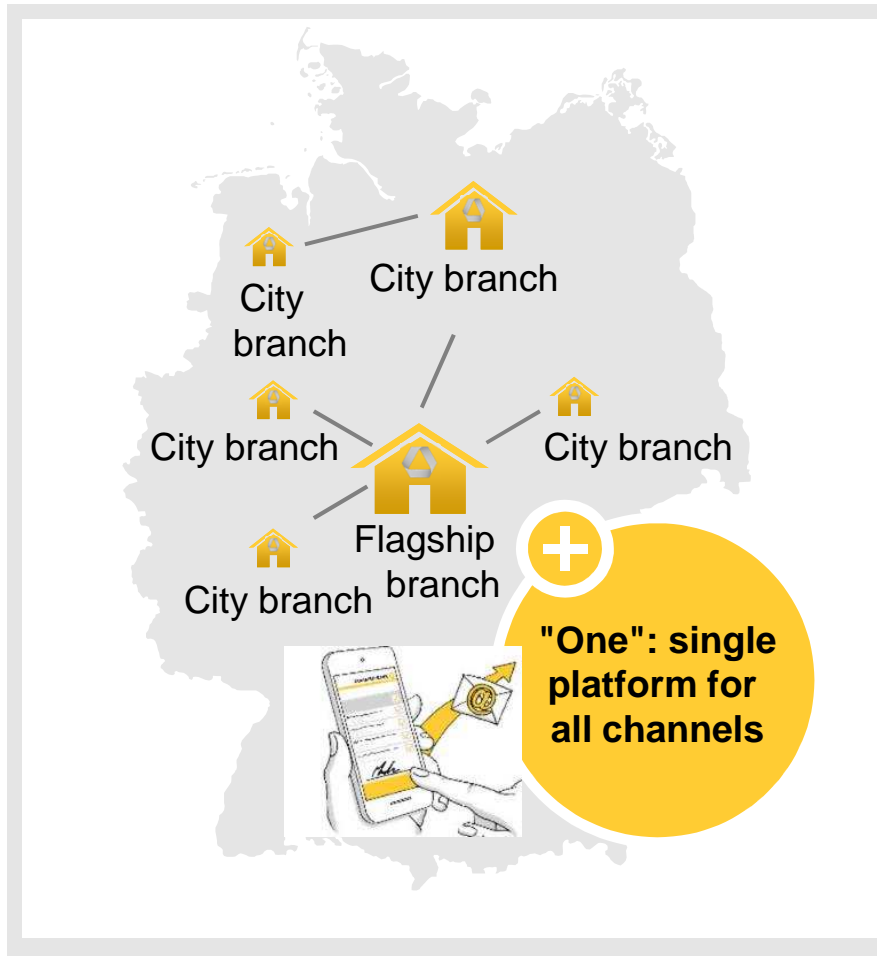 City branch
City
branch
City branch
City branch
Flagship
branch
City branch
"One": single
platform for
all channels
@